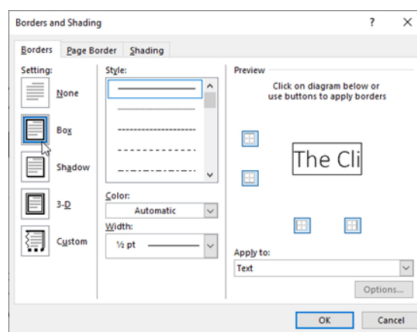 Borders and Shading
? X
Borders Page Border Shading
Setting:
None
Box
Shadow
3-D
Custom
Style:
Color:
Automatic
Width:
½ pt
Preview
Click on diagram below or
use buttons to apply borders
The Cli
Apply to:
Text
Options...
OK Cancel